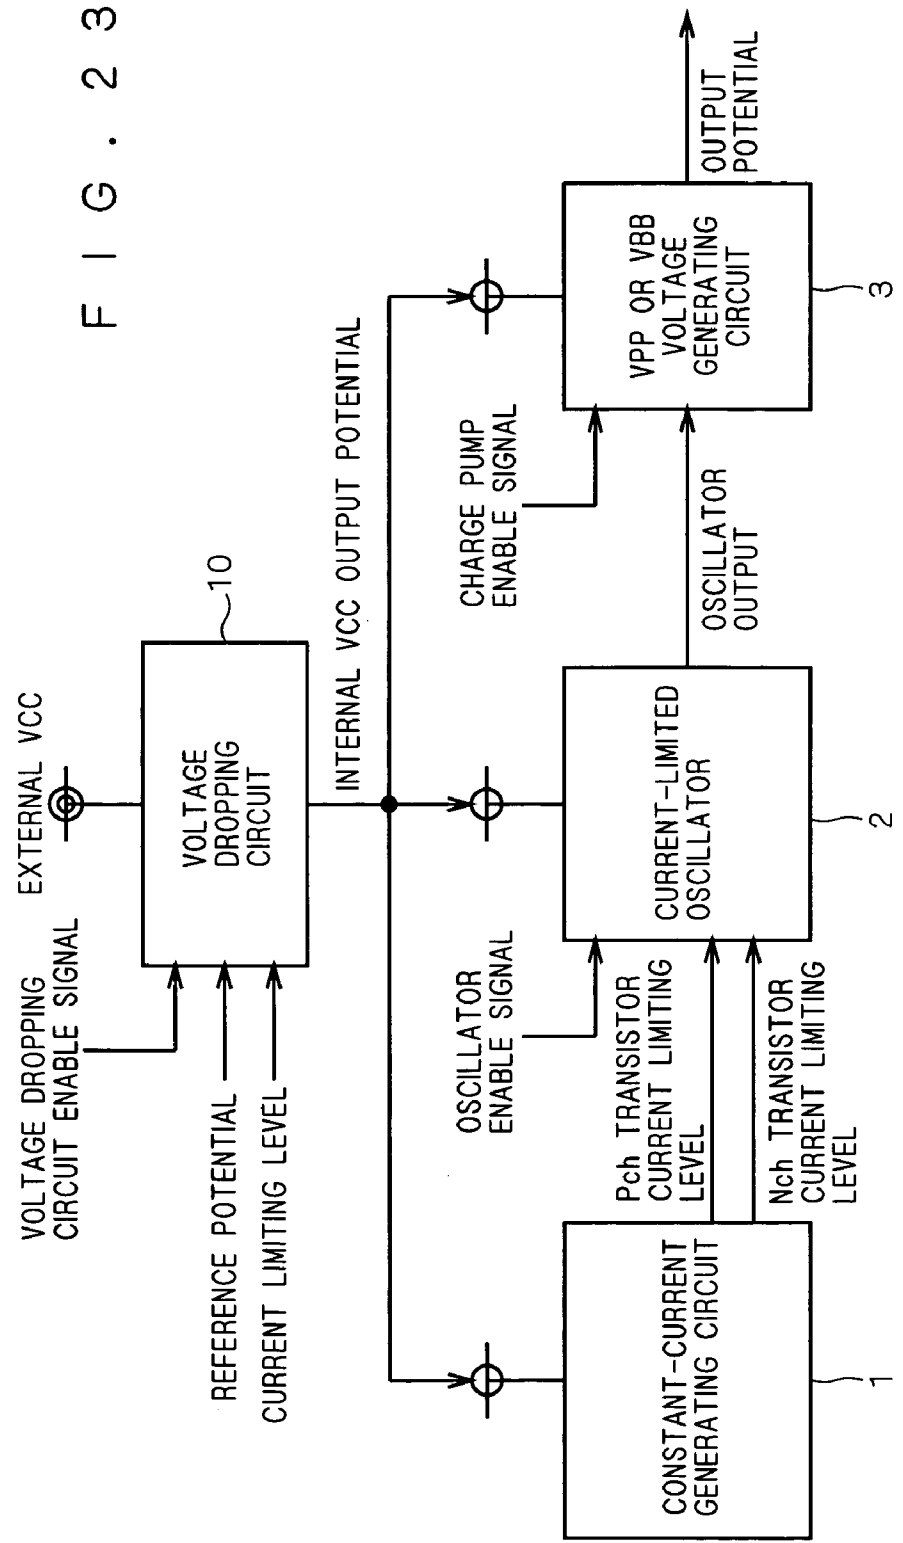 F I G . 2 3
EXTERNAL VCC
VOLTAGE DROPPING
CIRCUIT ENABLE SIGNAL
REFERENCE POTENTIAL
CURRENT LIMITING LEVEL
VOLTAGE
DROPPING
CIRCUIT
10
INTERNAL VCC OUTPUT POTENTIAL
CONSTANT-CURRENT
GENERATING CIRCUIT
1
Pch TRANSISTOR
CURRENT LIMITING
LEVEL
Nch TRANSISTOR
CURRENT LIMITING
LEVEL
OSCILLATOR
ENABLE SIGNAL
CURRENT-LIMITED
OSCILLATOR
2
OSCILLATOR
OUTPUT
CHARGE PUMP
ENABLE SIGNAL
VPP OR VBB
VOLTAGE
GENERATING
CIRCUIT
3
OUTPUT
POTENTIAL